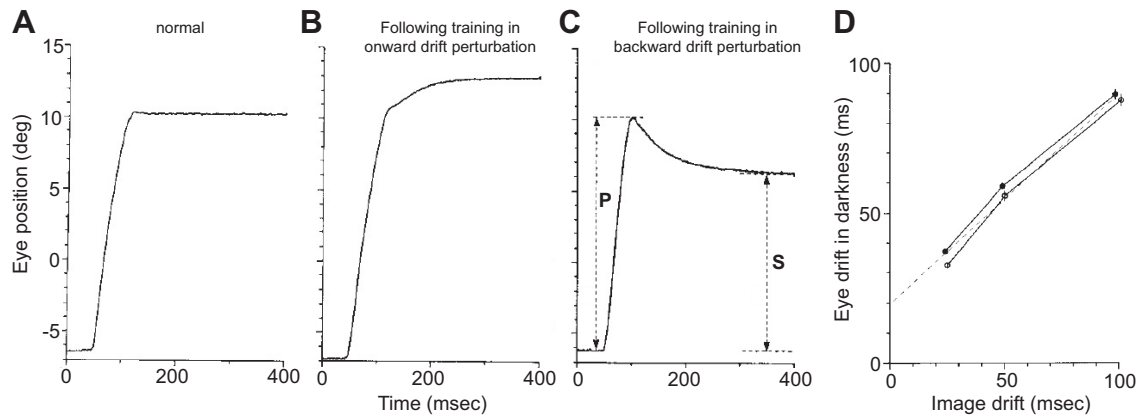 A
normal
B
Following training in
onward drift perturbation
C
Following training in
backward drift perturbation
D
Eye position (deg)
15
10
5
0
-5
0
200
400
0
200
400
Time (msec)
P
S
0
200
400
Eye drift in darkness (ms)
100
50
0
0
50
100
Image drift (msec)